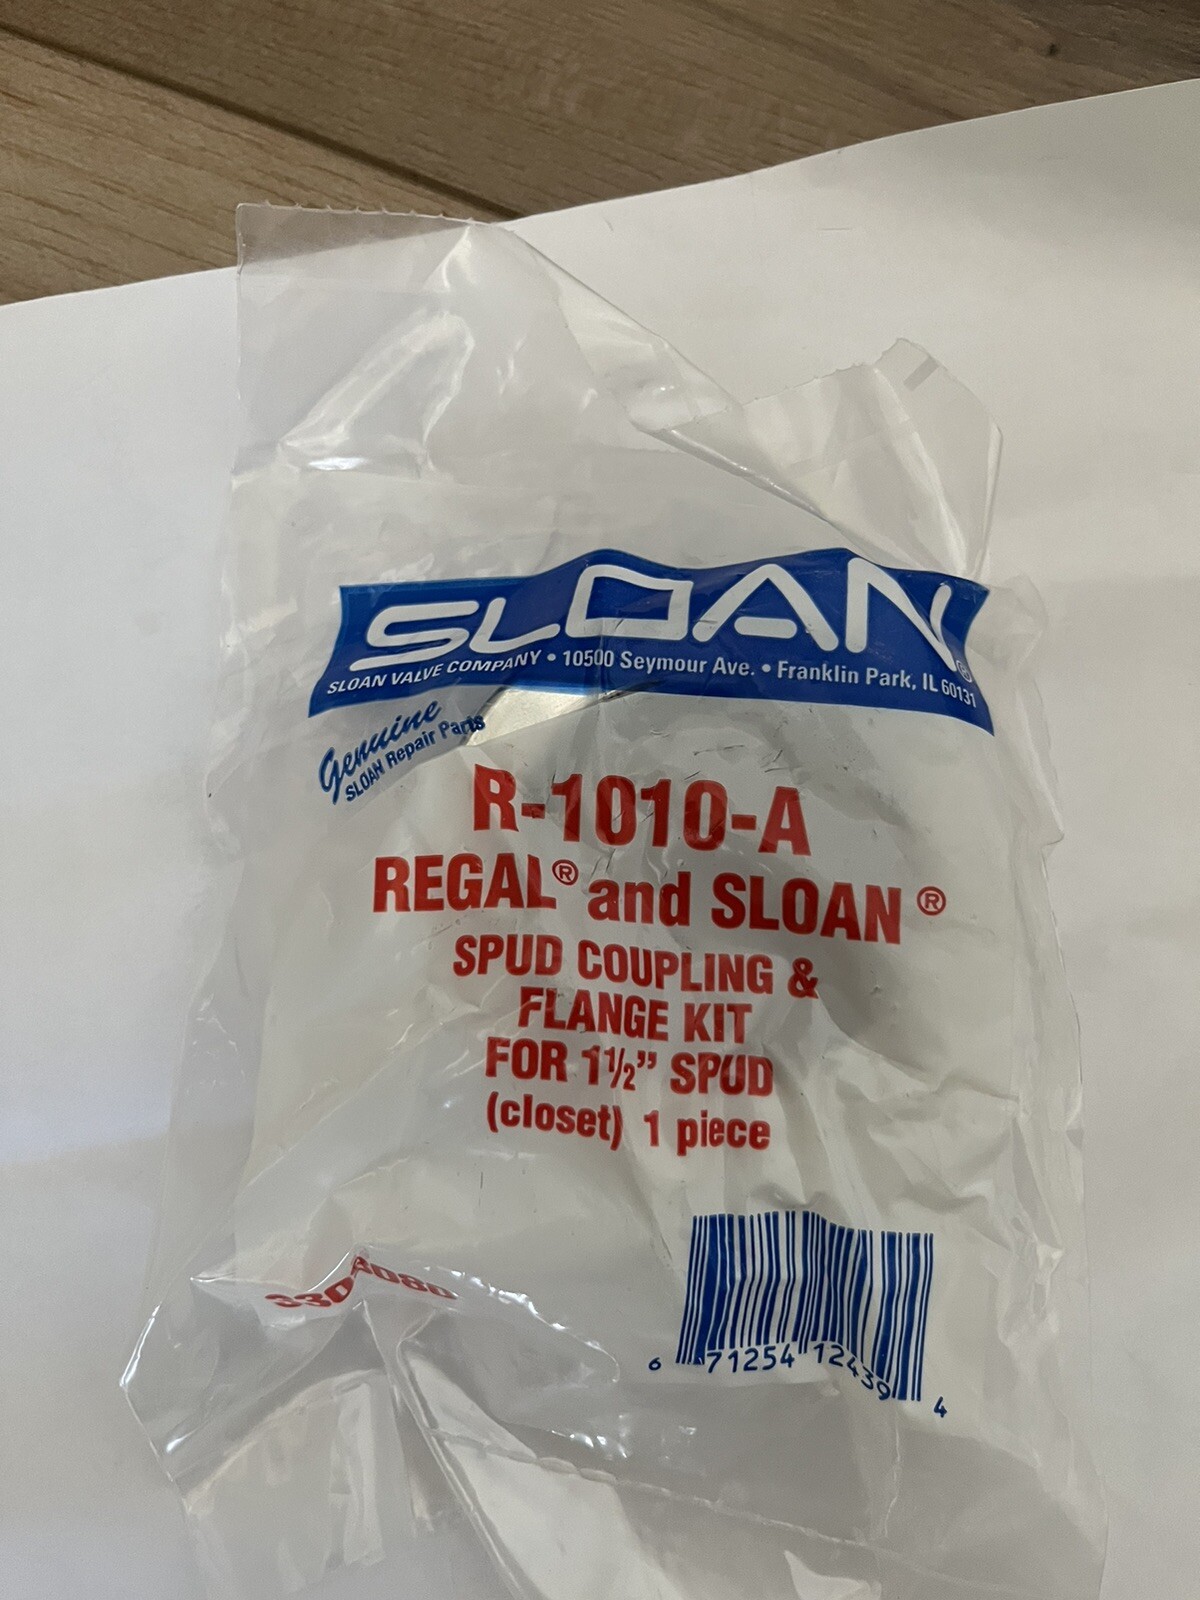 SLOAN®
SLOAN VALVE COMPANY • 10500 Seymour Ave. • Franklin Park, IL 60131
Genuine
SLOAN Repair Parts
R-1010-A
REGAL® and SLOAN®
SPUD COUPLING &
FLANGE KIT
FOR 1½” SPUD
(closet) 1 piece
6 71254 12439 4